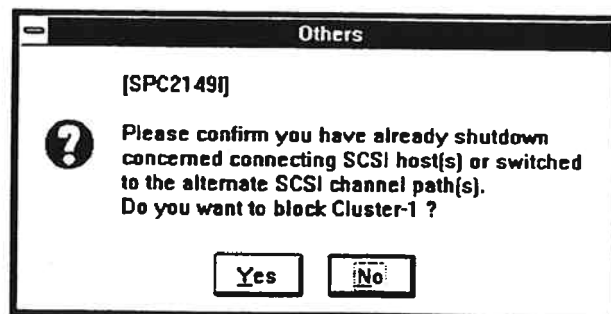 Others
[SPC2149I]
Please confirm you have already shutdown
concerned connecting SCSI host(s) or switched
to the alternate SCSI channel path(s).
Do you want to block Cluster-1 ?
Yes
No